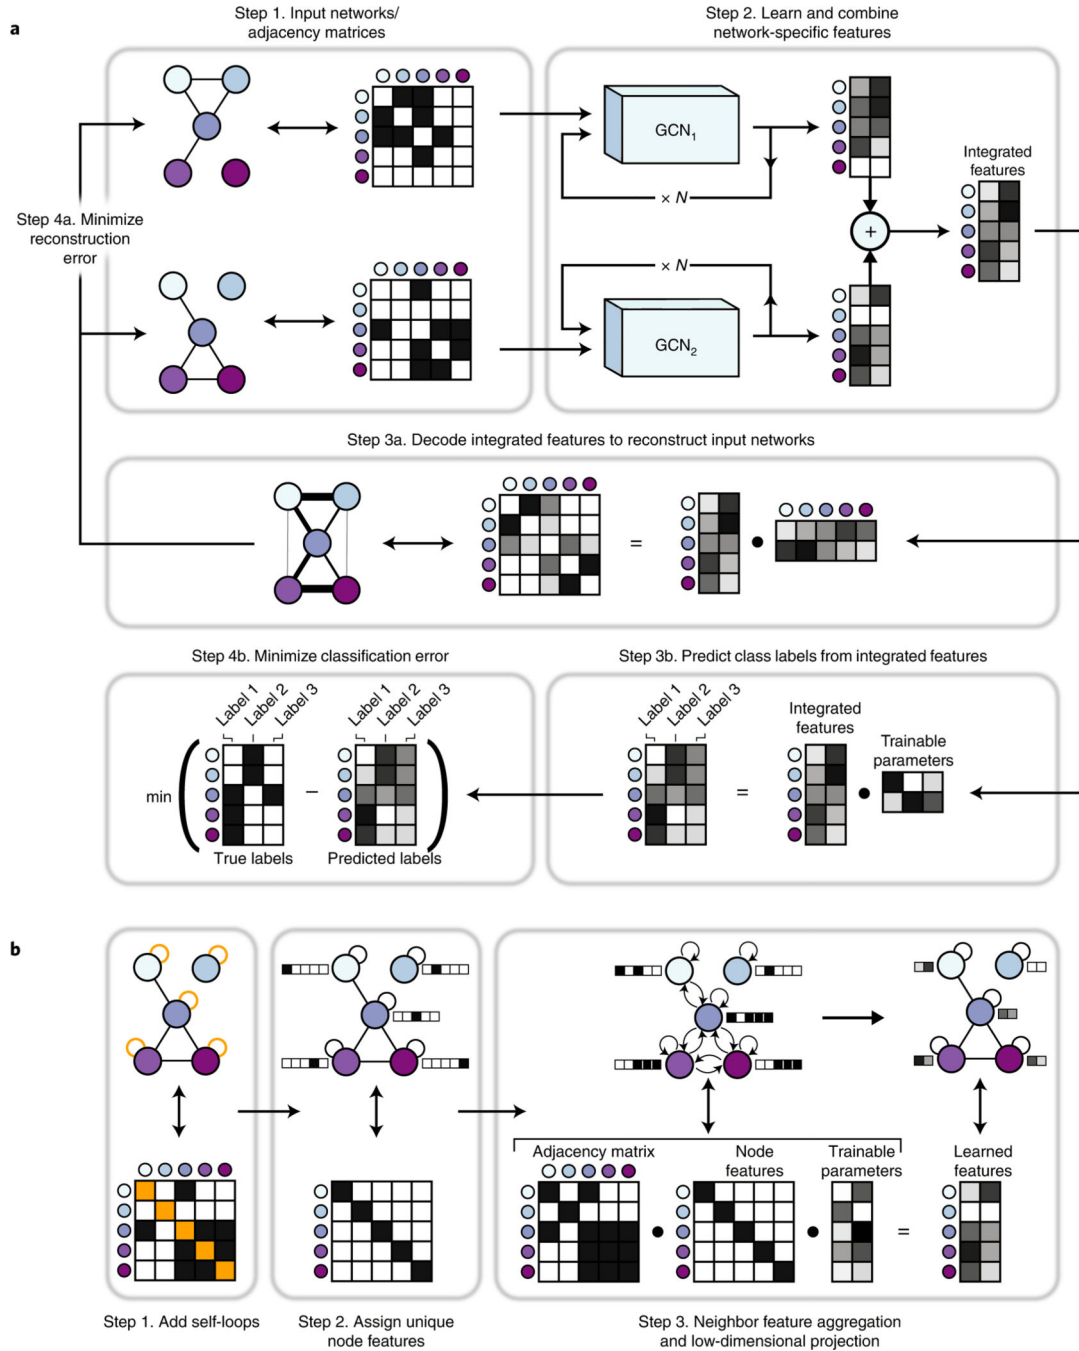 a
Step 1. Input networks/
adjacency matrices
Step 2. Learn and combine
network-specific features
GCN1
× N
Integrated
features
+
Step 4a. Minimize
reconstruction
error
× N
GCN2
Step 3a. Decode integrated features to reconstruct input networks
=
Step 4b. Minimize classification error
Label 1
Label 2
Label 3
Label 1
Label 2
Label 3
min
(
–
)
True labels
Predicted labels
Step 3b. Predict class labels from integrated features
Label 1
Label 2
Label 3
Integrated
features
Trainable
parameters
=
b
Adjacency matrix
Node
features
Trainable
parameters
Learned
features
=
Step 1. Add self-loops
Step 2. Assign unique
node features
Step 3. Neighbor feature aggregation
and low-dimensional projection